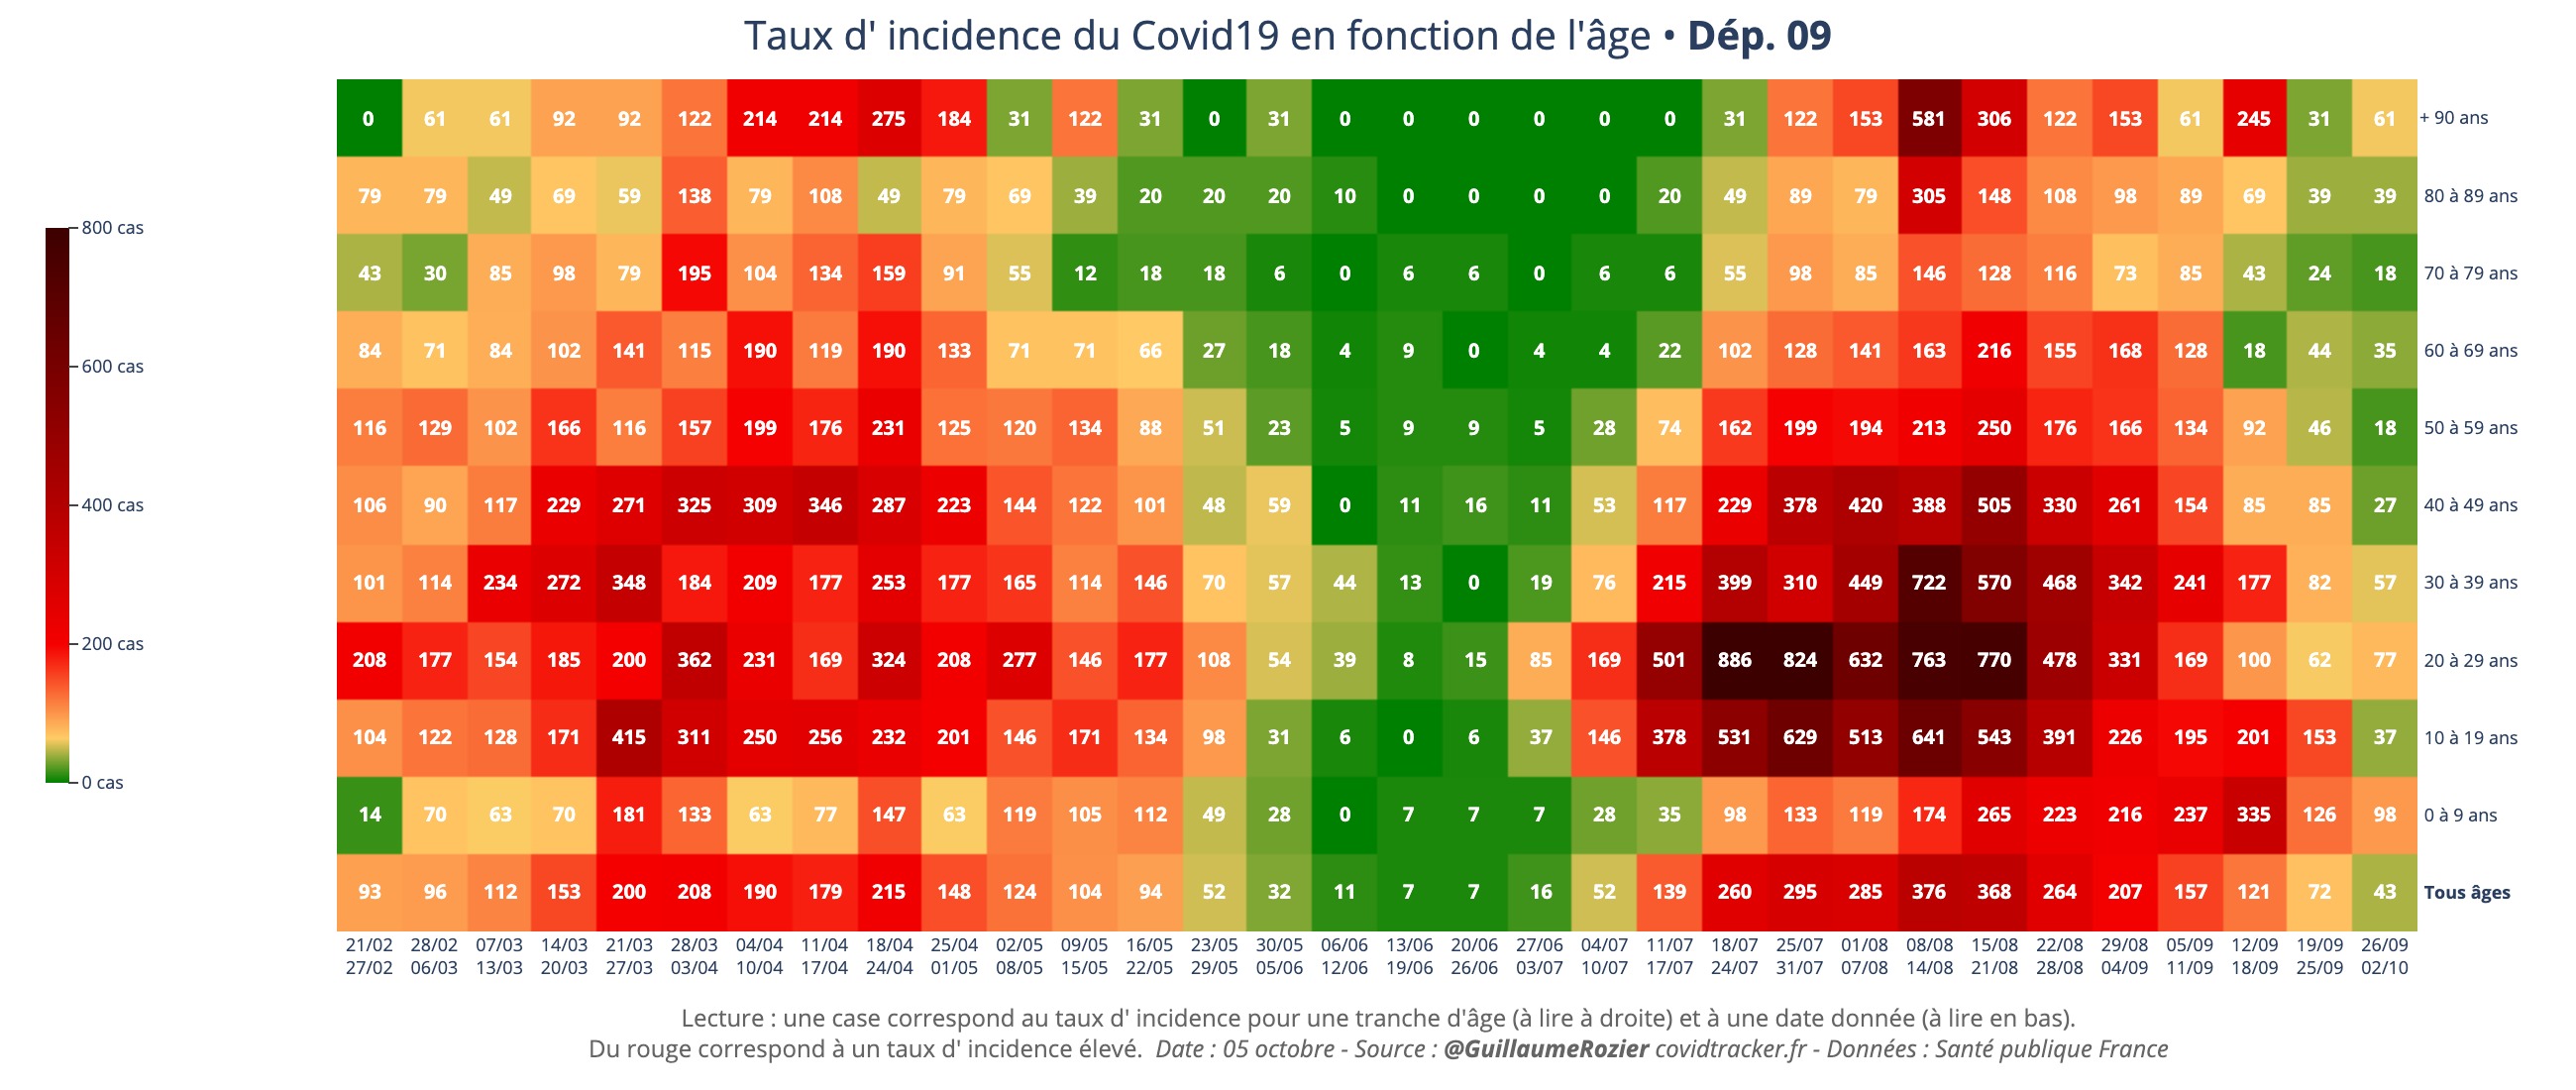 Taux d' incidence du Covid19 en fonction de l'âge • Dép. 09
0 61 61 92 92 122 214 214 275 184 31 122 31 0 31 0 0 0 0 0 0 31 122 153 581 306 122 153 61 245 31 61 + 90 ans
79 79 49 69 59 138 79 108 49 79 69 39 20 20 20 10 0 0 0 0 20 49 89 79 305 148 108 98 89 69 39 39 80 à 89 ans
800 cas
43 30 85 98 79 195 104 134 159 91 55 12 18 18 6 0 6 6 0 6 6 55 98 85 146 128 116 73 85 43 24 18 70 à 79 ans
84 71 84 102 141 115 190 119 190 133 71 71 66 27 18 4 9 0 4 4 22 102 128 141 163 216 155 168 128 18 44 35 60 à 69 ans
600 cas
116 129 102 166 116 157 199 176 231 125 120 134 88 51 23 5 9 9 5 28 74 162 199 194 213 250 176 166 134 92 46 18 50 à 59 ans
400 cas
106 90 117 229 271 325 309 346 287 223 144 122 101 48 59 0 11 16 11 53 117 229 378 420 388 505 330 261 154 85 85 27 40 à 49 ans
101 114 234 272 348 184 209 177 253 177 165 114 146 70 57 44 13 0 19 76 215 399 310 449 722 570 468 342 241 177 82 57 30 à 39 ans
200 cas
208 177 154 185 200 362 231 169 324 208 277 146 177 108 54 39 8 15 85 169 501 886 824 632 763 770 478 331 169 100 62 77 20 à 29 ans
104 122 128 171 415 311 250 256 232 201 146 171 134 98 31 6 0 6 37 146 378 531 629 513 641 543 391 226 195 201 153 37 10 à 19 ans
0 cas
14 70 63 70 181 133 63 77 147 63 119 105 112 49 28 0 7 7 7 28 35 98 133 119 174 265 223 216 237 335 126 98 0 à 9 ans
93 96 112 153 200 208 190 179 215 148 124 104 94 52 32 11 7 7 16 52 139 260 295 285 376 368 264 207 157 121 72 43 Tous âges
21/02 28/02 07/03 14/03 21/03 28/03 04/04 11/04 18/04 25/04 02/05 09/05 16/05 23/05 30/05 06/06 13/06 20/06 27/06 04/07 11/07 18/07 25/07 01/08 08/08 15/08 22/08 29/08 05/09 12/09 19/09 26/09
27/02 06/03 13/03 20/03 27/03 03/04 10/04 17/04 24/04 01/05 08/05 15/05 22/05 29/05 05/06 12/06 19/06 26/06 03/07 10/07 17/07 24/07 31/07 07/08 14/08 21/08 28/08 04/09 11/09 18/09 25/09 02/10
Lecture : une case correspond au taux d' incidence pour une tranche d'âge (à lire à droite) et à une date donnée (à lire en bas).
Du rouge correspond à un taux d' incidence élevé. Date : 05 octobre - Source : @GuillaumeRozier covidtracker.fr - Données : Santé publique France